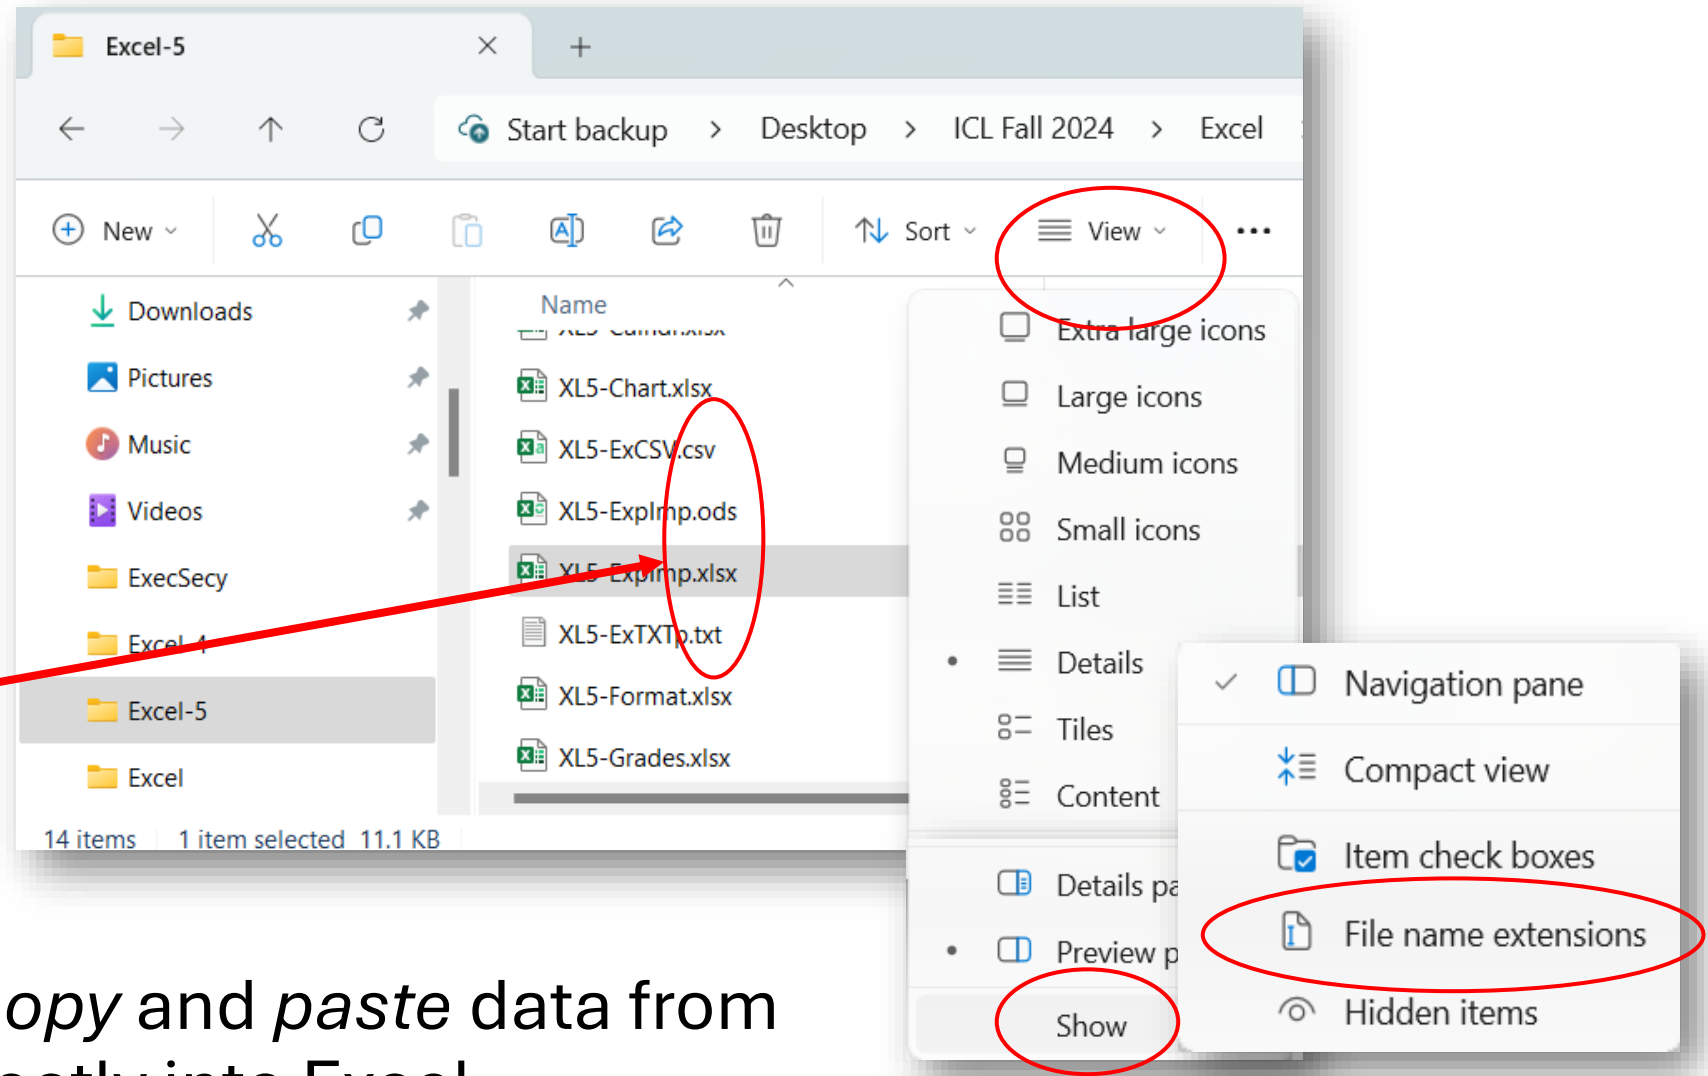 Excel-5
Start backup > Desktop > ICL Fall 2024 > Excel
New
Sort
View
Downloads
Pictures
Music
Videos
ExecSecy
Excel-4
Excel-5
Excel
Name
XL5-Chart.xlsx
XL5-ExCSV.csv
XL5-ExpImp.ods
XL5-ExpImp.xlsx
XL5-ExTXTp.txt
XL5-Format.xlsx
XL5-Grades.xlsx
14 items
1 item selected 11.1 KB
Extra large icons
Large icons
Medium icons
Small icons
List
Details
Tiles
Content
Details pa
Preview p
Show
Navigation pane
Compact view
Item check boxes
File name extensions
Hidden items
opy and paste data from
into Excel